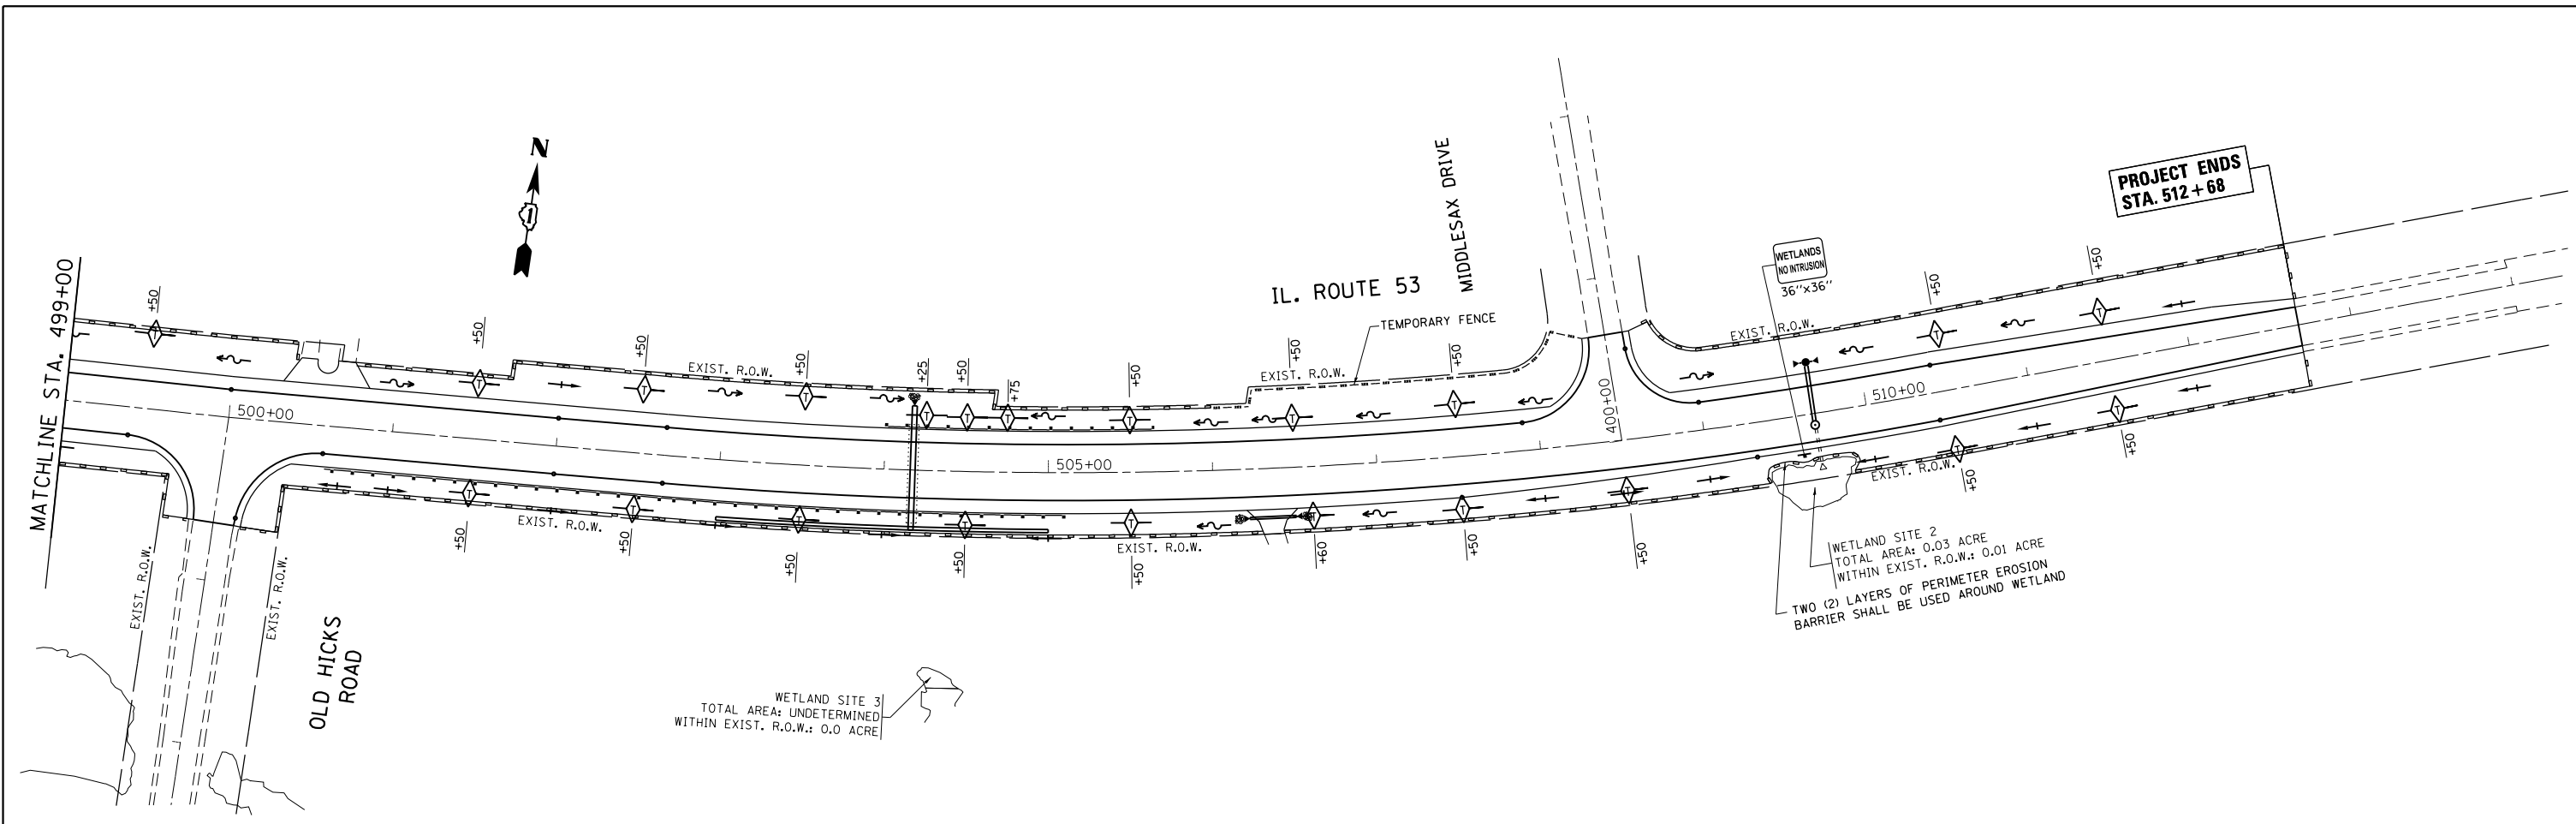 N
1
MATCHLINE STA. 499+00
+50
+50
+50
+50
+25
+50
+75
+50
+50
+50
+50
+50
T
T
T
T
T
T
T
T
T
T
T
T
EXIST. R.O.W.
EXIST. R.O.W.
TEMPORARY FENCE
IL. ROUTE 53
MIDDLESAX DRIVE
EXIST. R.O.W.
WETLANDS
NO INTRUSION
36"x36"
PROJECT ENDS
STA. 512+68
500+00
505+00
400+00
510+00
T
T
T
T
T
T
T
T
T
T
EXIST. R.O.W.
EXIST. R.O.W.
EXIST. R.O.W.
+50
+50
+50
+50
+50
+60
+50
+50
+50
+50
EXIST. R.O.W.
EXIST. R.O.W.
OLD HICKS
ROAD
WETLAND SITE 3
TOTAL AREA: UNDETERMINED
WITHIN EXIST. R.O.W.: 0.0 ACRE
WETLAND SITE 2
TOTAL AREA: 0.03 ACRE
WITHIN EXIST. R.O.W.: 0.01 ACRE
TWO (2) LAYERS OF PERIMETER EROSION
BARRIER SHALL BE USED AROUND WETLAND